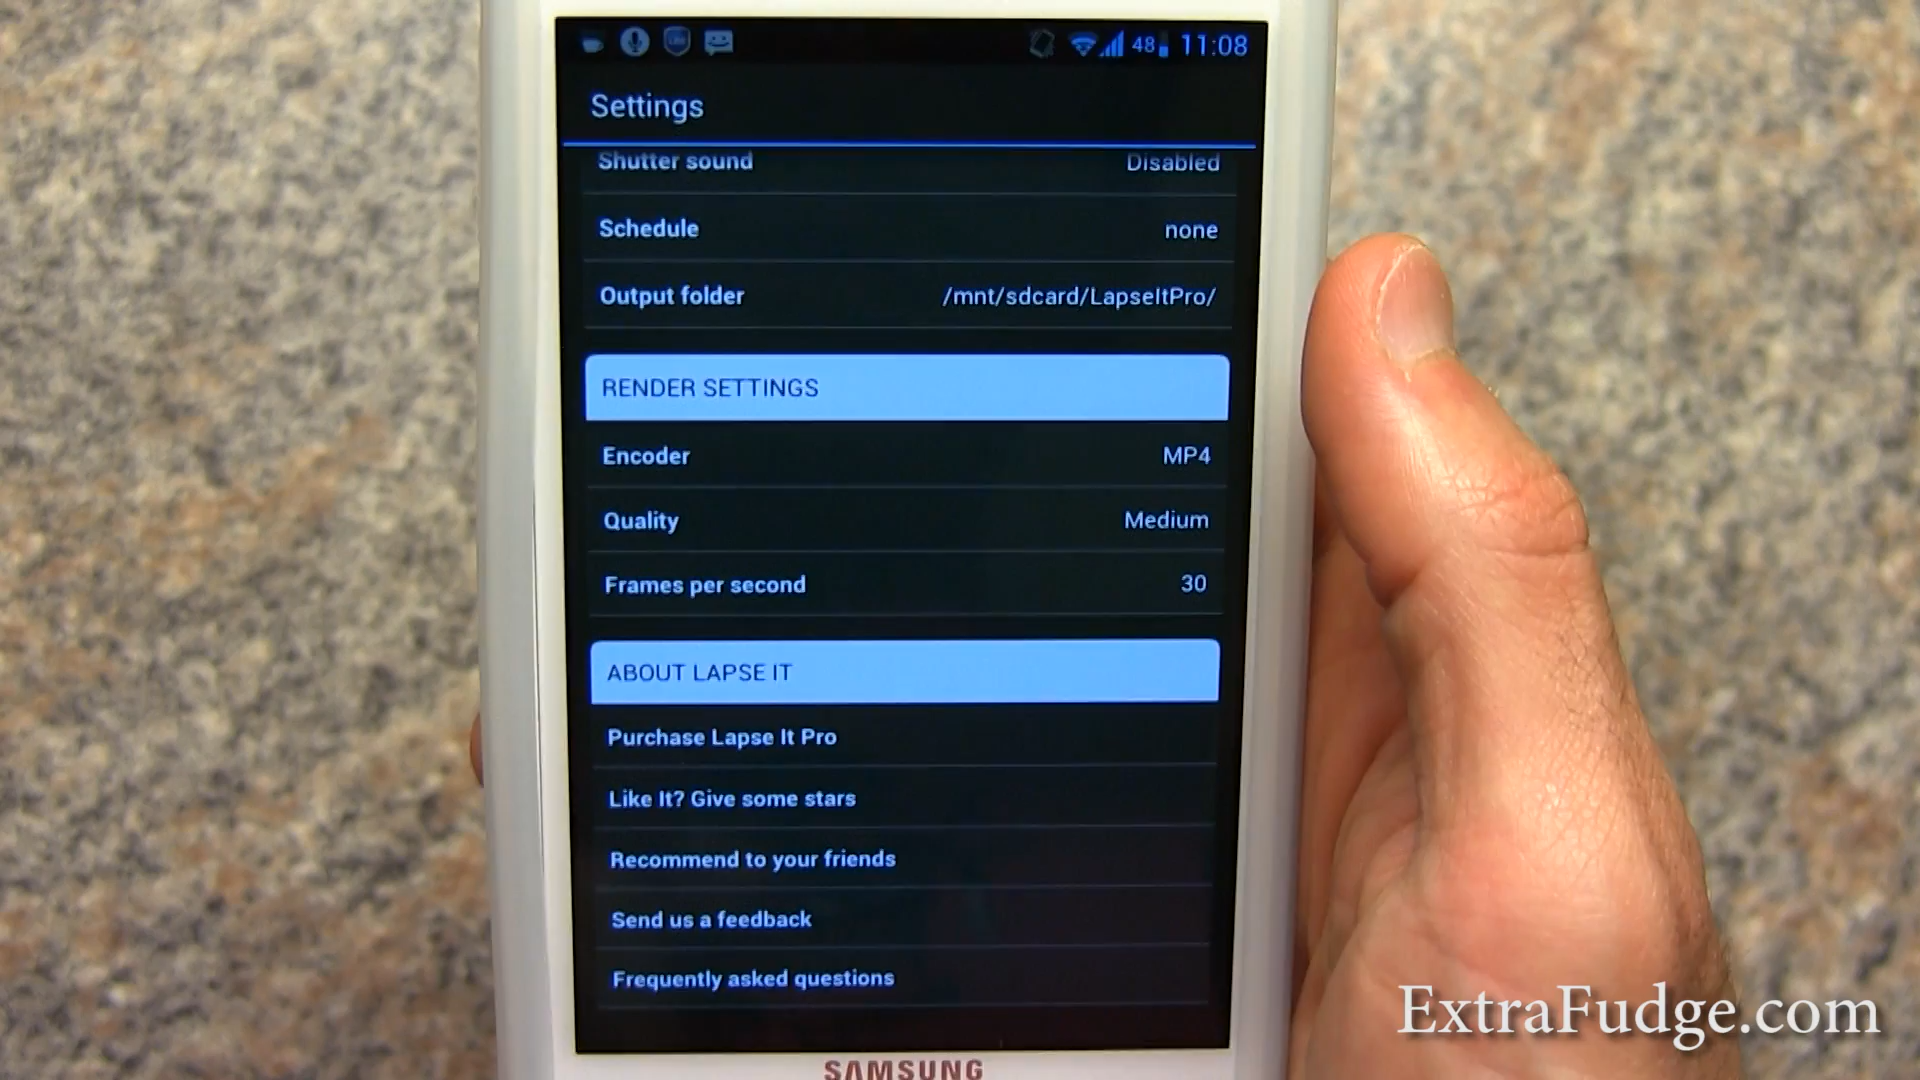 48 11:08
Settings
Shutter sound Disabled
Schedule none
Output folder /mnt/sdcard/LapseItPro/
RENDER SETTINGS
Encoder MP4
Quality Medium
Frames per second 30
ABOUT LAPSE IT
Purchase Lapse It Pro
Like It? Give some stars
Recommend to your friends
Send us a feedback
Frequently asked questions
ExtraFudge.com
SAMSUNG